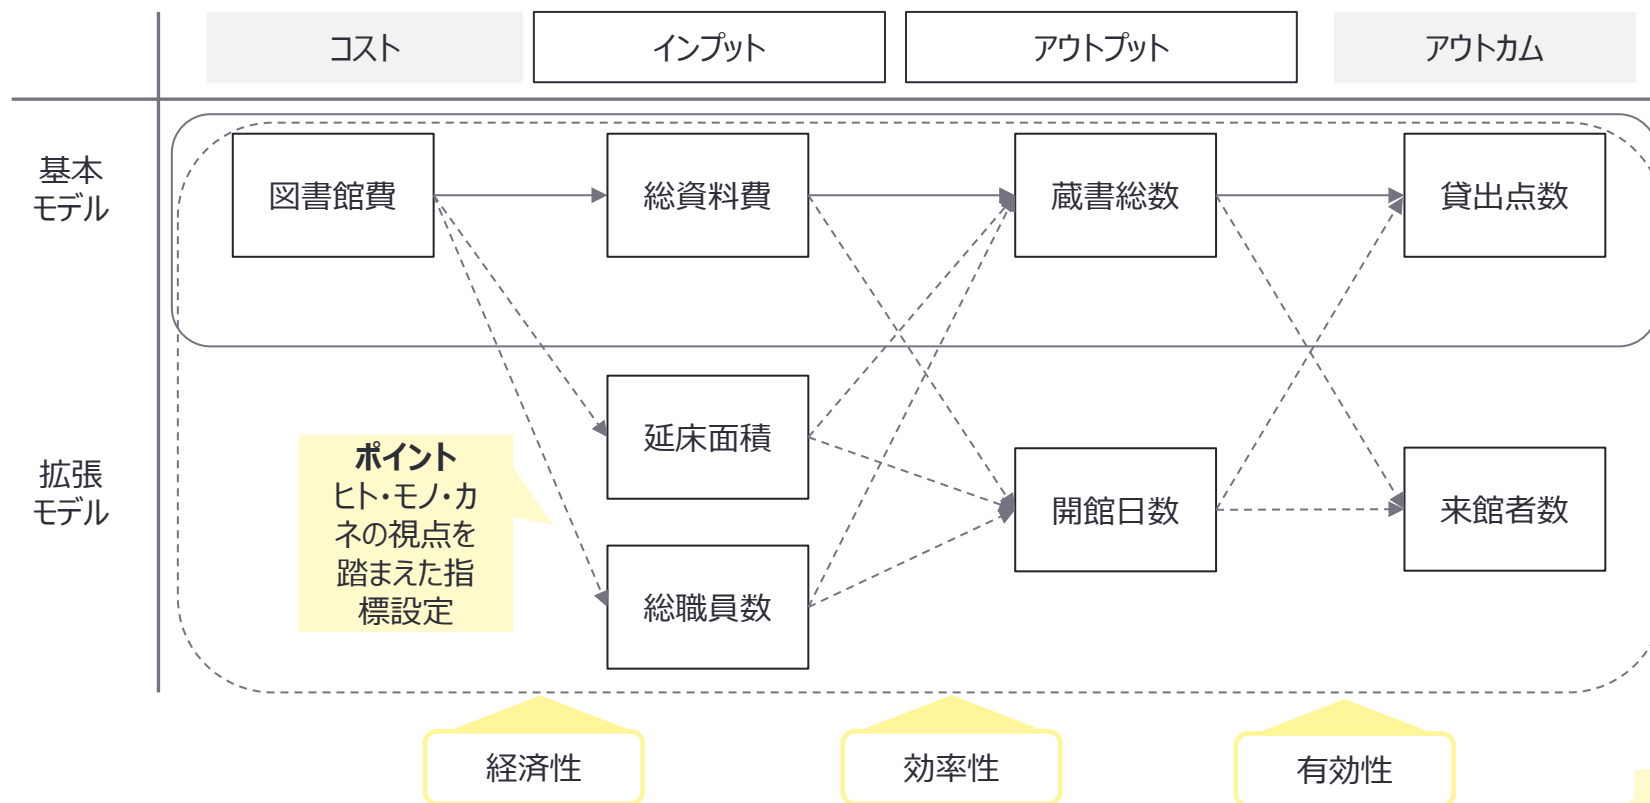 コスト
インプット
アウトプット
アウトカム
基本
モデル
図書館費
総資料費
蔵書総数
貸出点数
拡張
モデル
ポイント
ヒト・モノ・カ
ネの視点を
踏まえた指
標設定
延床面積
総職員数
開館日数
来館者数
経済性
効率性
有効性